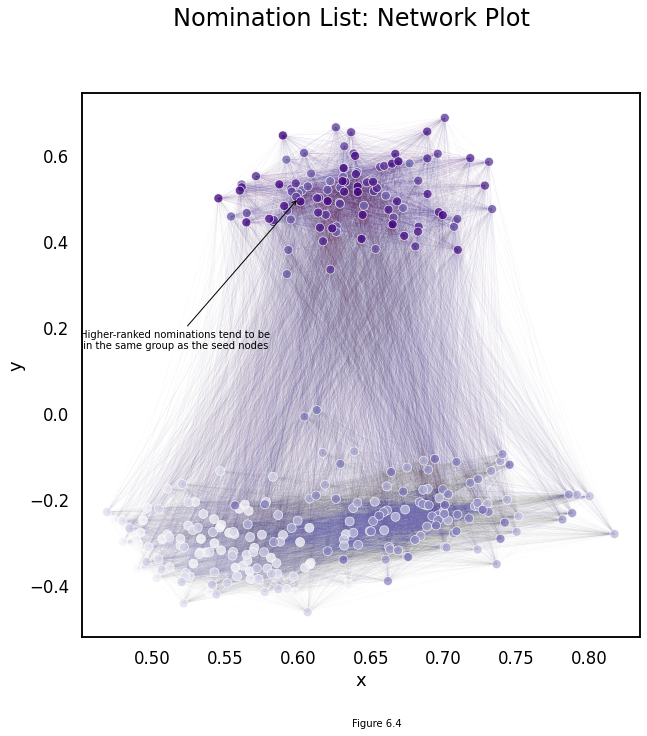 Nomination List: Network Plot
0.6
0.4
0.2
0.0
−0.2
−0.4
y
Higher-ranked nominations tend to be
in the same group as the seed nodes
0.50 0.55 0.60 0.65 0.70 0.75 0.80
x
Figure 6.4